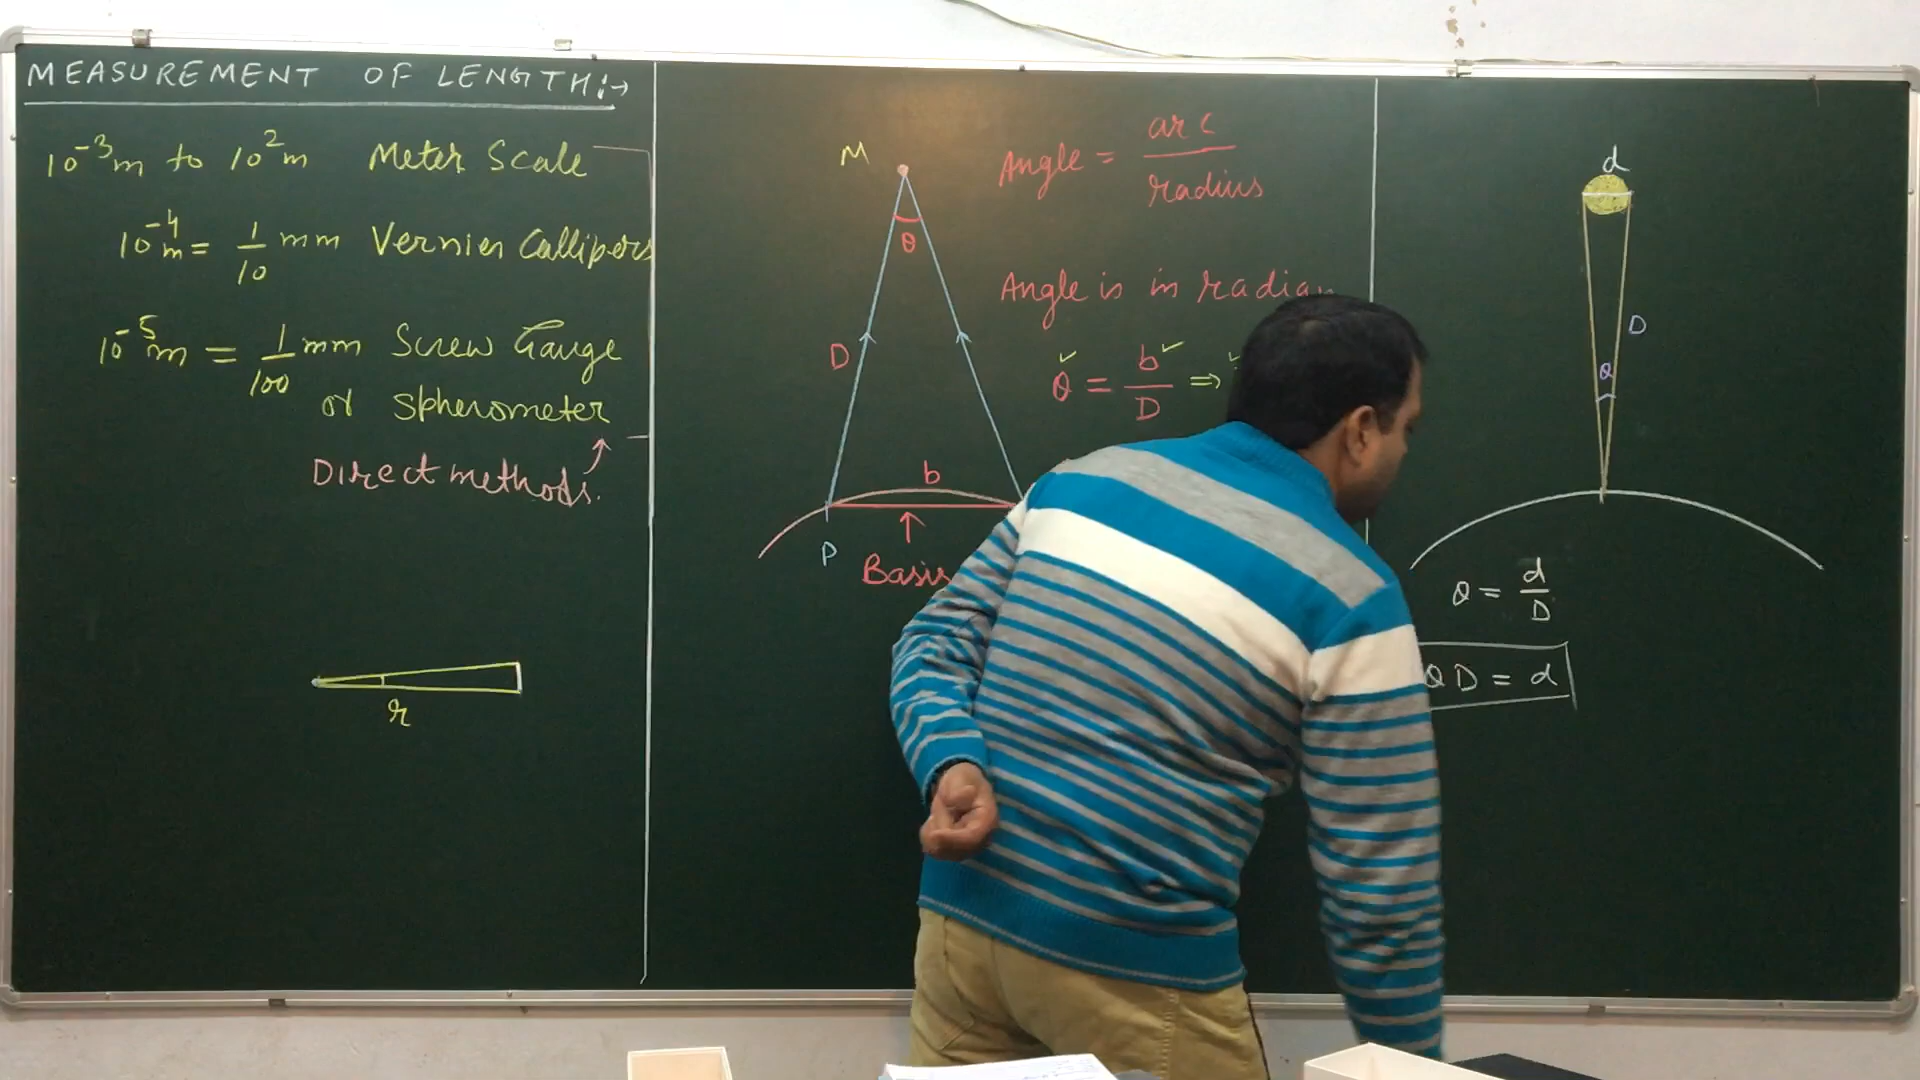 MEASUREMENT OF LENGTH:→
10⁻³m to 10²m Meter Scale
10⁻⁴m = 1/10 mm Vernier Callipers
10⁻⁵m = 1/100 mm Screw Gauge
or Spherometer
Direct methods.
r
M
θ
D
b
P
Basis
Angle = arc/radius
Angle is in radian
θ = b/D ⇒
d
D
θ
θ = d/D
θD = d